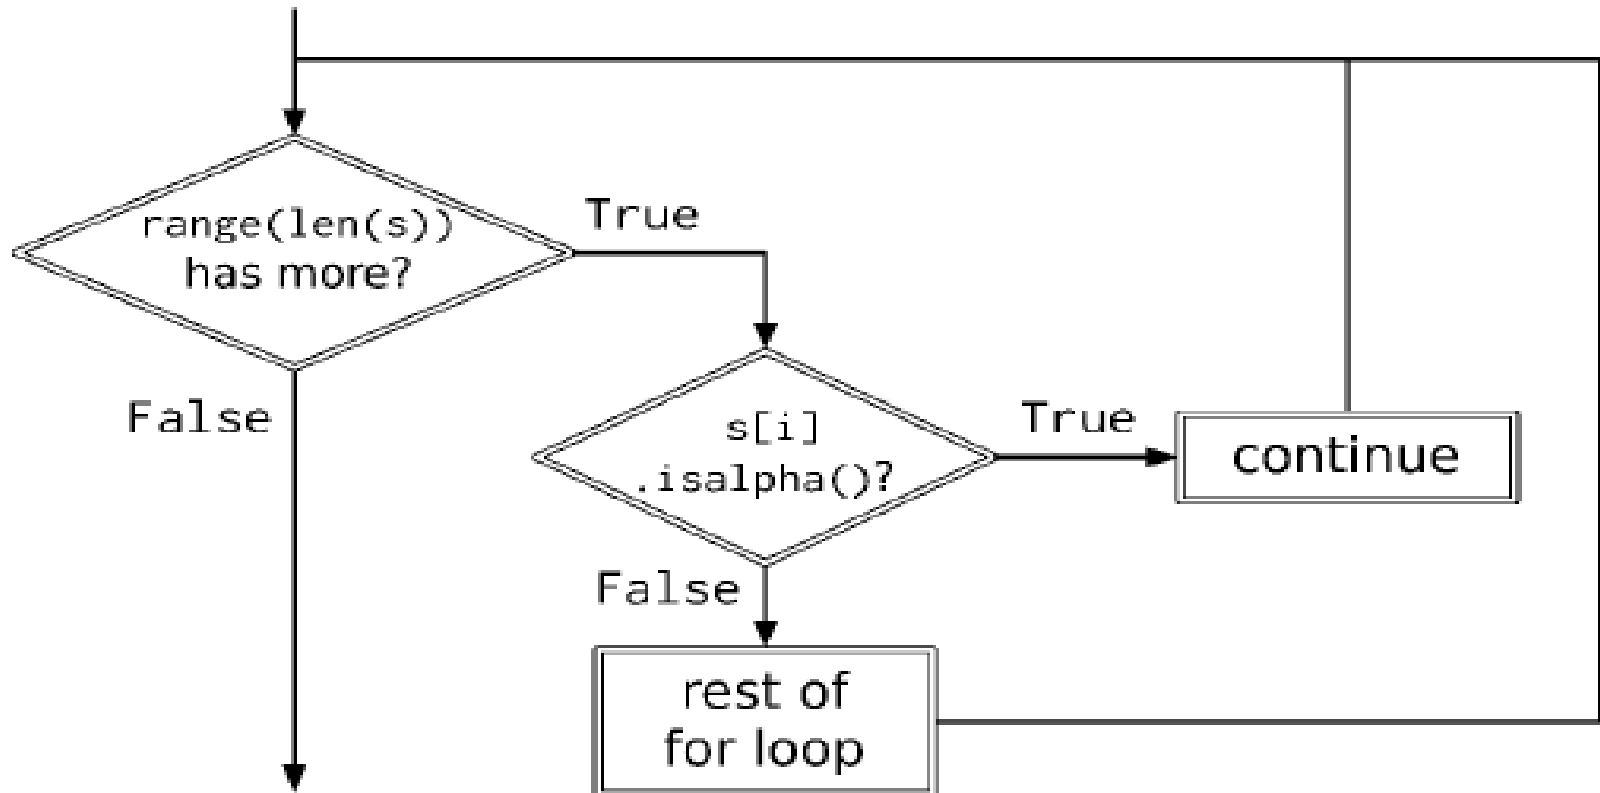 range(len(s))
has more?
True
False
s[i]
.isalpha()?
True
continue
False
rest of
for loop